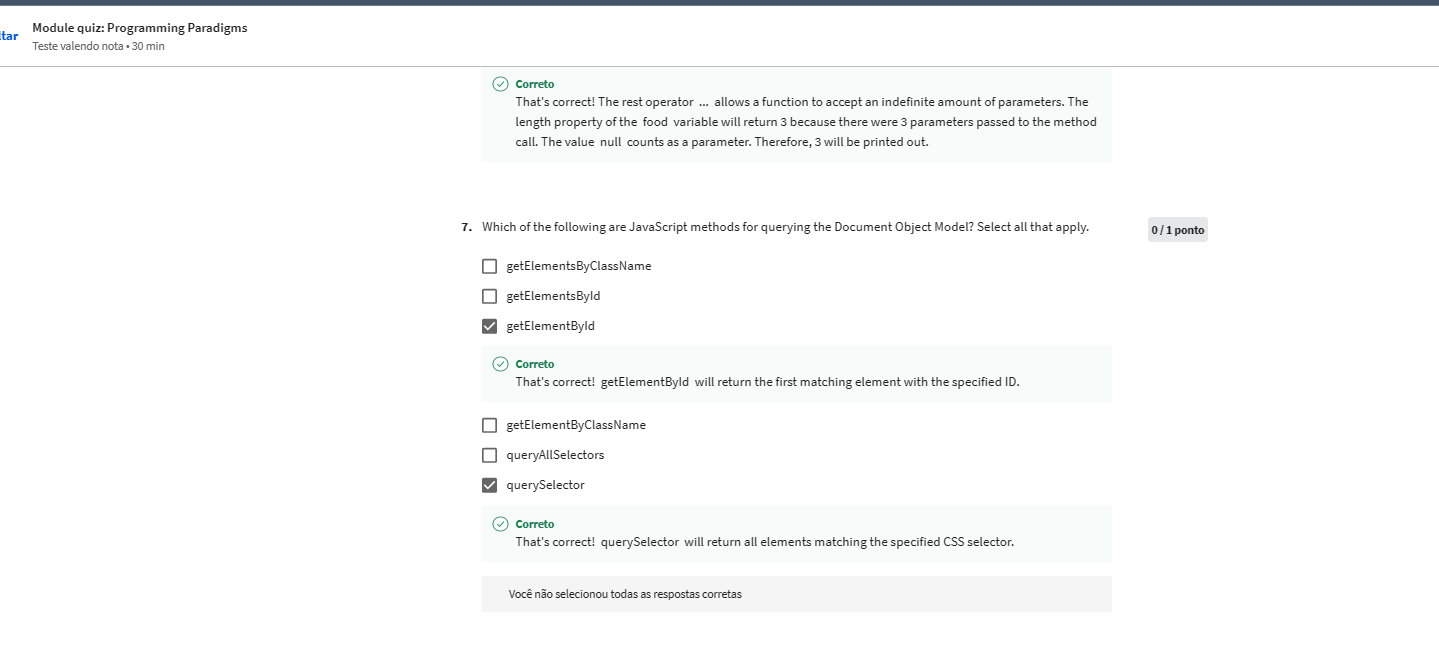 Module quiz: Programming Paradigms
ltar
Teste valendo nota • 30 min
Correto
That's correct! The rest operator ... allows a function to accept an indefinite amount of parameters. The
length property of the food variable will return 3 because there were 3 parameters passed to the method
call. The value null counts as a parameter. Therefore, 3 will be printed out.
7. Which of the following are JavaScript methods for querying the Document Object Model? Select all that apply.
0 / 1 ponto
getElementsByClassName
getElementsById
getElementById
Correto
That's correct! getElementById will return the first matching element with the specified ID.
getElementByClassName
queryAllSelectors
querySelector
Correto
That's correct! querySelector will return all elements matching the specified CSS selector.
Você não selecionou todas as respostas corretas